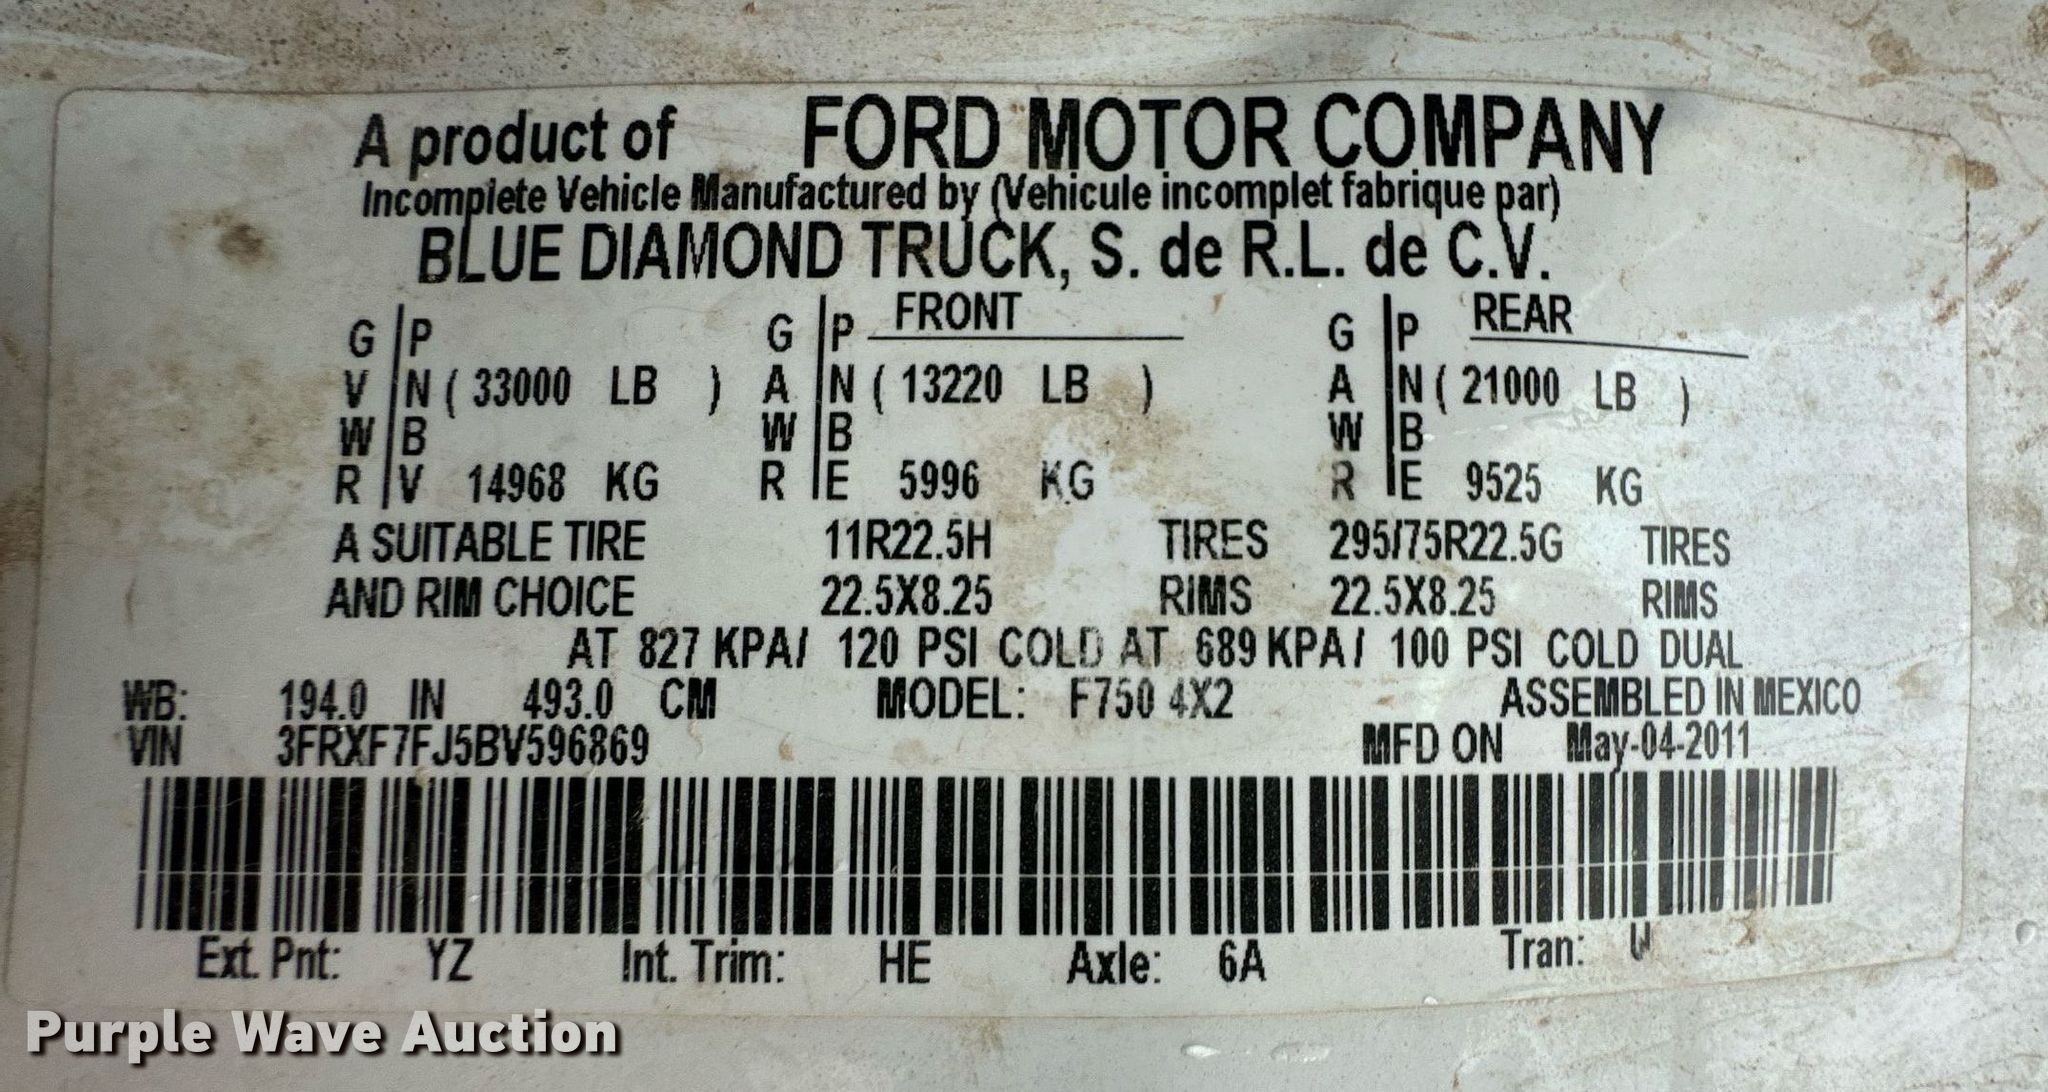 A product of FORD MOTOR COMPANY
Incomplete Vehicle Manufactured by (Vehicule incomplet fabrique par)
BLUE DIAMOND TRUCK, S. de R.L. de C.V.
G P G P FRONT G P REAR
V N ( 33000 LB ) A N ( 13220 LB ) A N ( 21000 LB )
W B W B W B
R V 14968 KG R E 5996 KG R E 9525 KG
A SUITABLE TIRE 11R22.5H TIRES 295/75R22.5G TIRES
AND RIM CHOICE 22.5X8.25 RIMS 22.5X8.25 RIMS
AT 827 KPA/ 120 PSI COLD AT 689 KPA/ 100 PSI COLD DUAL
WB: 194.0 IN 493.0 CM MODEL: F750 4X2 ASSEMBLED IN MEXICO
VIN 3FRXF7FJ5BV596869 MFD ON May-04-2011
Ext. Pnt: YZ Int. Trim: HE Axle: 6A Tran:
Purple Wave Auction